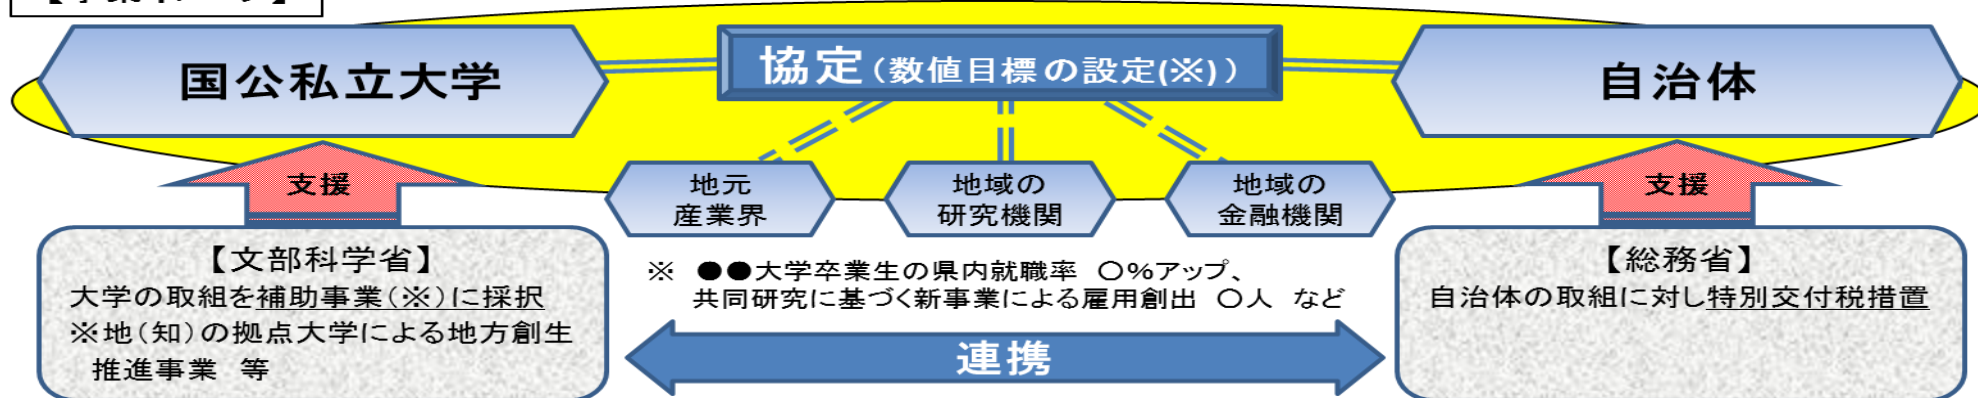 国公私立大学
協定(数値目標の設定(※))
自治体
支援
地元
産業界
地域の
研究機関
地域の
金融機関
支援
【文部科学省】
大学の取組を補助事業(※)に採択
※地(知)の拠点大学による地方創生
推進事業 等
※ ●●大学卒業生の県内就職率 ○%アップ、
共同研究に基づく新事業による雇用創出 ○人 など
連携
【総務省】
自治体の取組に対し特別交付税措置